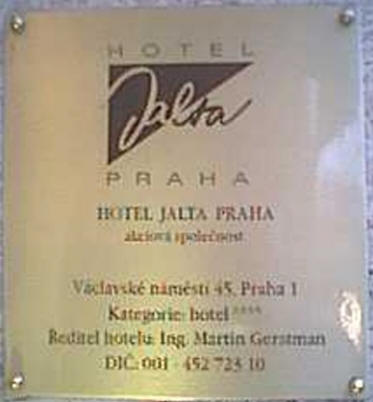 HOTEL
Jalta
PRAHA
HOTEL JALTA PRAHA
akciová společnost
Václavské náměstí 45, Praha 1
Kategorie: hotel ****
Ředitel hotelu: Ing. Martin Gerstman
DIČ: 001 - 452 723 10